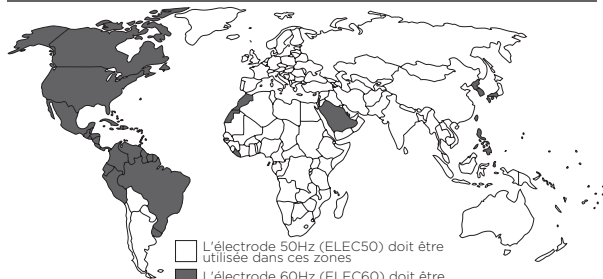 L'électrode 50Hz (ELEC50) doit être
utilisée dans ces zones
L'électrode 60Hz (ELEC60) doit être